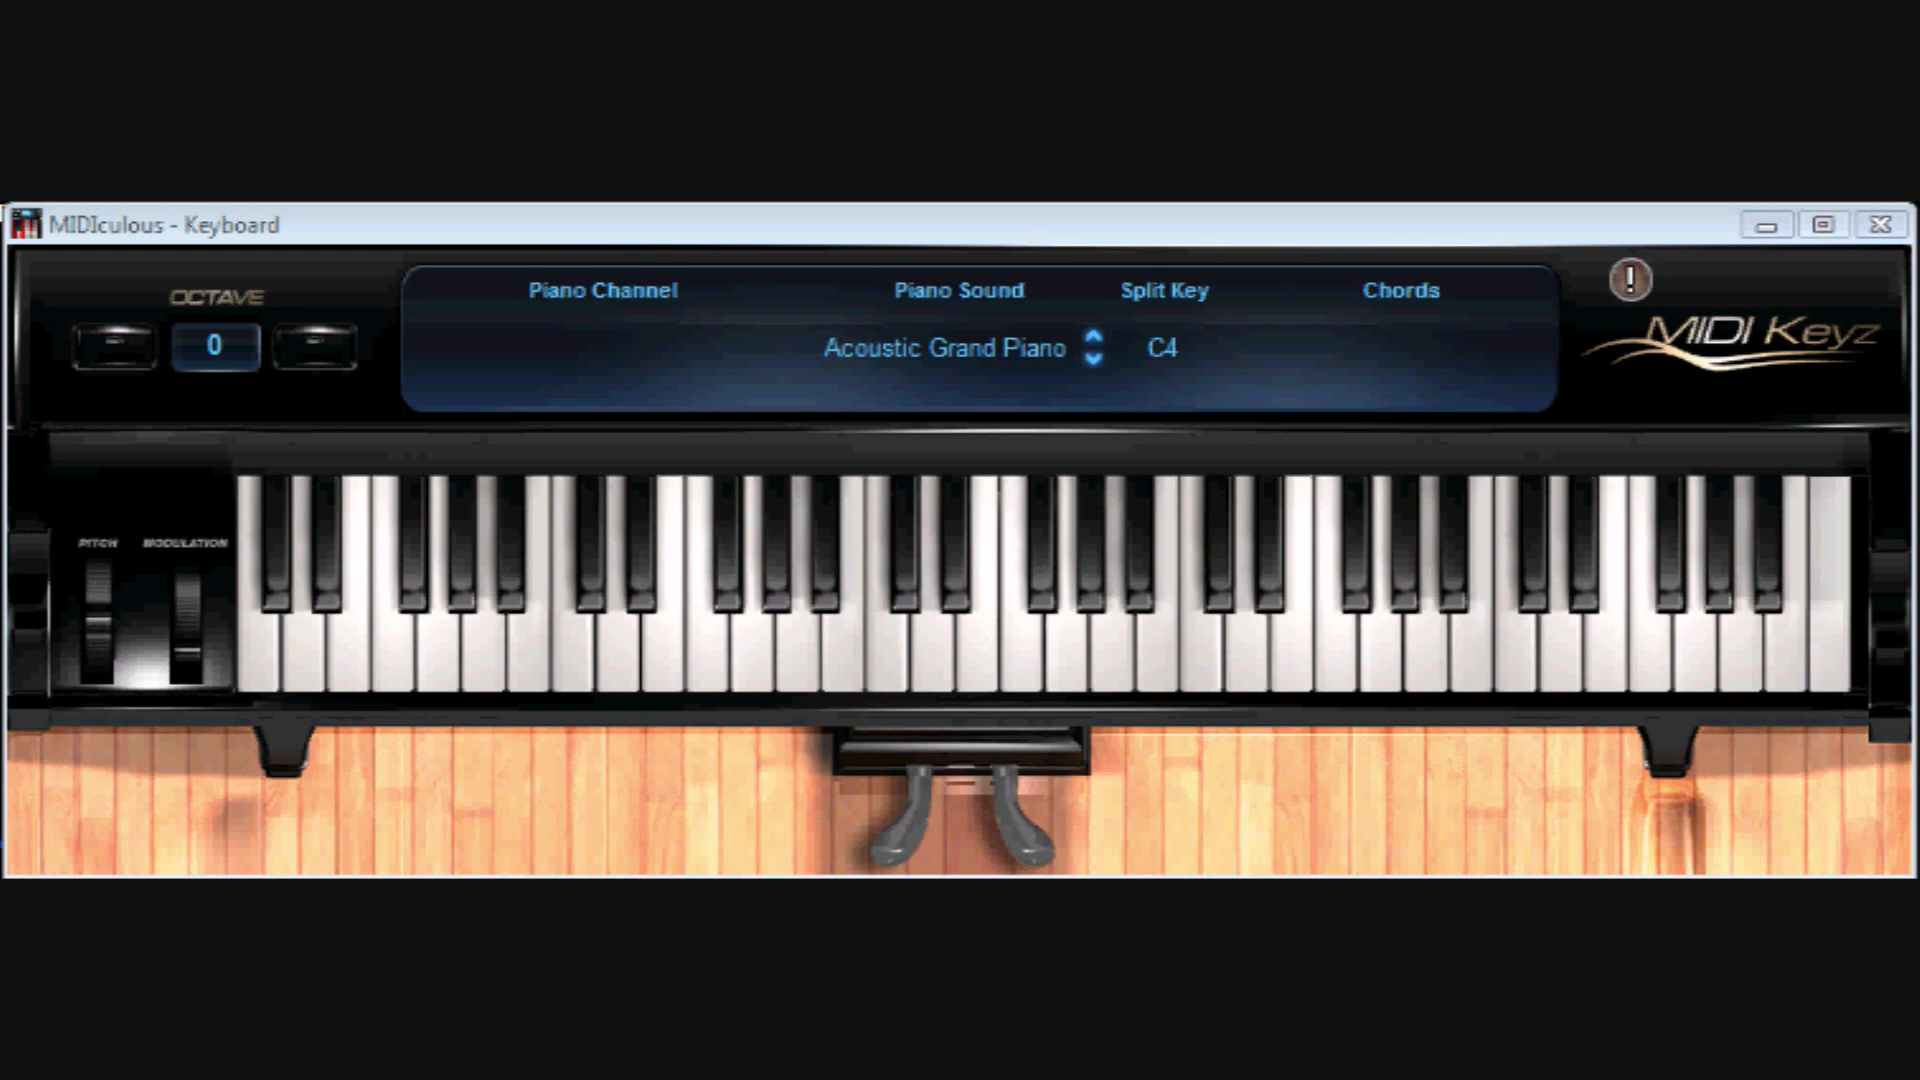 MIDIculous - Keyboard
OCTAVE
0
Piano Channel
Piano Sound
Split Key
Chords
Acoustic Grand Piano
C4
!
MIDI Keyz
PITCH
MODULATION